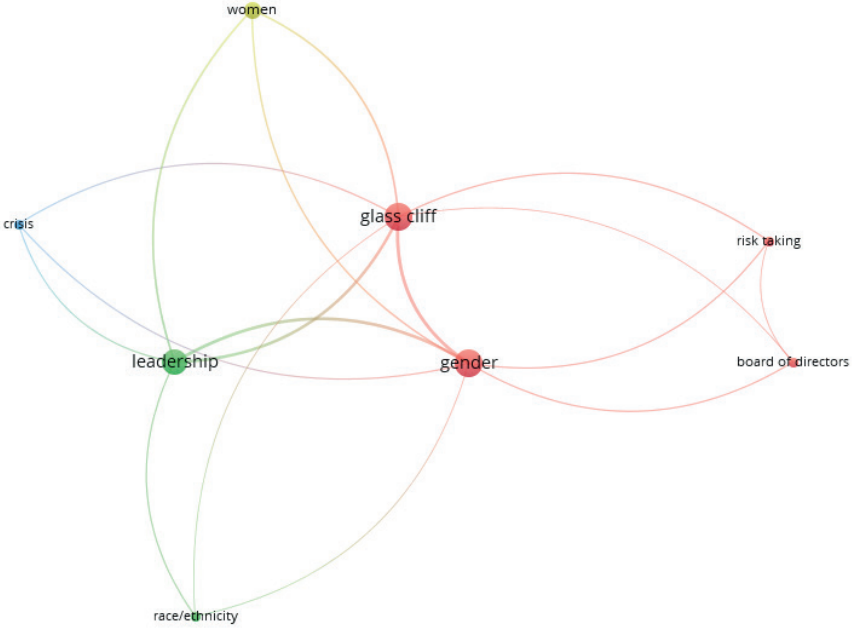 women
glass cliff
crisis
risk taking
leadership
gender
board of directors
race/ethnicity